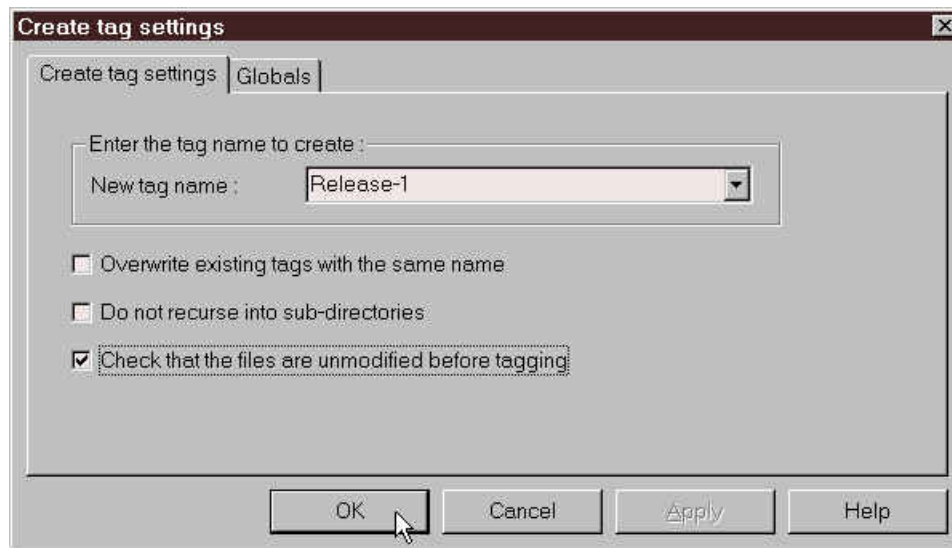 Create tag settings
Create tag settings Globals
Enter the tag name to create :
New tag name : Release-1
Overwrite existing tags with the same name
Do not recurse into sub-directories
Check that the files are unmodified before tagging
OK Cancel Apply Help